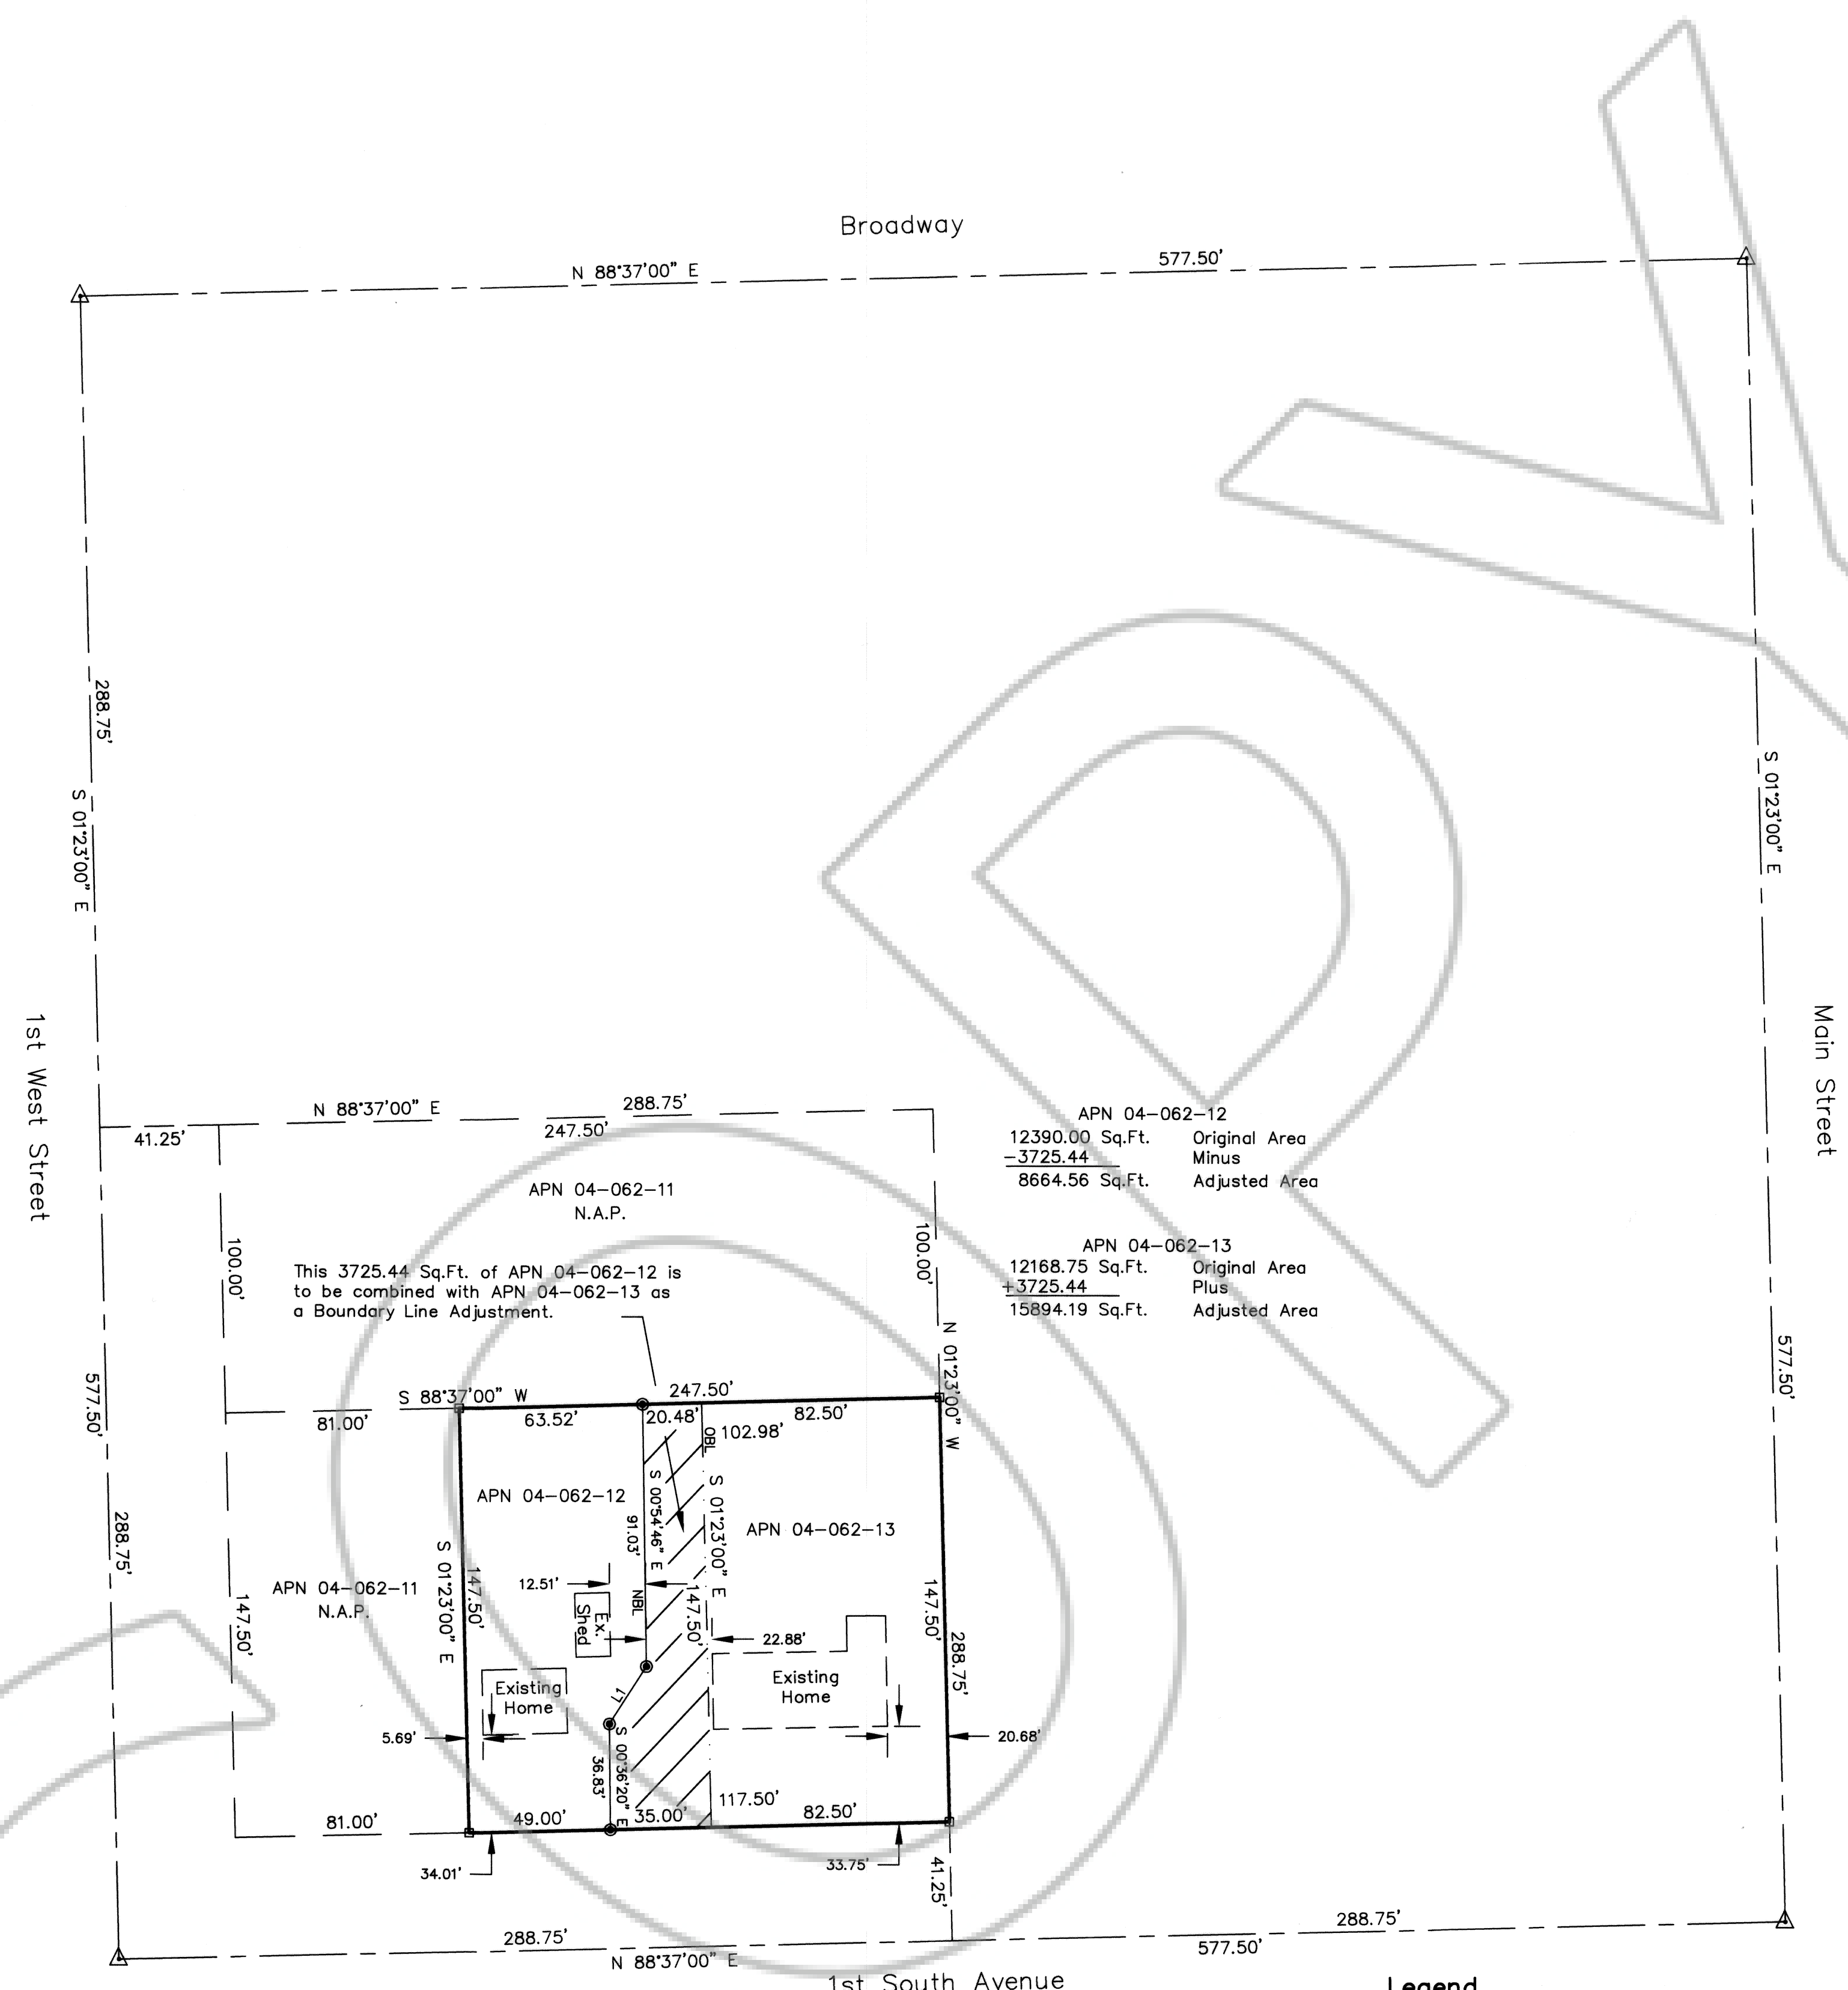 Broadway
N 88°37'00" E
577.50'
288.75'
S 01°23'00" E
S 01°23'00" E
1st West Street
Main Street
N 88°37'00" E
288.75'
41.25'
247.50'
APN 04-062-12
12390.00 Sq.Ft. Original Area
-3725.44 Minus
8664.56 Sq.Ft. Adjusted Area
APN 04-062-11
N.A.P.
100.00'
100.00'
APN 04-062-13
12168.75 Sq.Ft. Original Area
+3725.44 Plus
15894.19 Sq.Ft. Adjusted Area
This 3725.44 Sq.Ft. of APN 04-062-12 is
to be combined with APN 04-062-13 as
a Boundary Line Adjustment.
N 01°23'00" W
577.50'
577.50'
S 88°37'00" W
247.50'
81.00'
63.52'
20.48'
82.50'
OBL
102.98'
APN 04-062-12
S 00°54'46" E
91.03'
S 01°23'00" E
APN 04-062-13
288.75'
S 01°23'00" E
147.50'
12.51'
NBL
147.50'
147.50'
APN 04-062-11
N.A.P.
147.50'
Ex.
Shed
22.88'
288.75'
Existing
Home
Existing
Home
L1
5.69'
S 00°36'20" E
36.83'
20.68'
117.50'
81.00'
49.00'
35.00'
82.50'
34.01'
33.75'
41.25'
288.75'
288.75'
N 88°37'00" E
577.50'
1st South Avenue
Legend
COPY